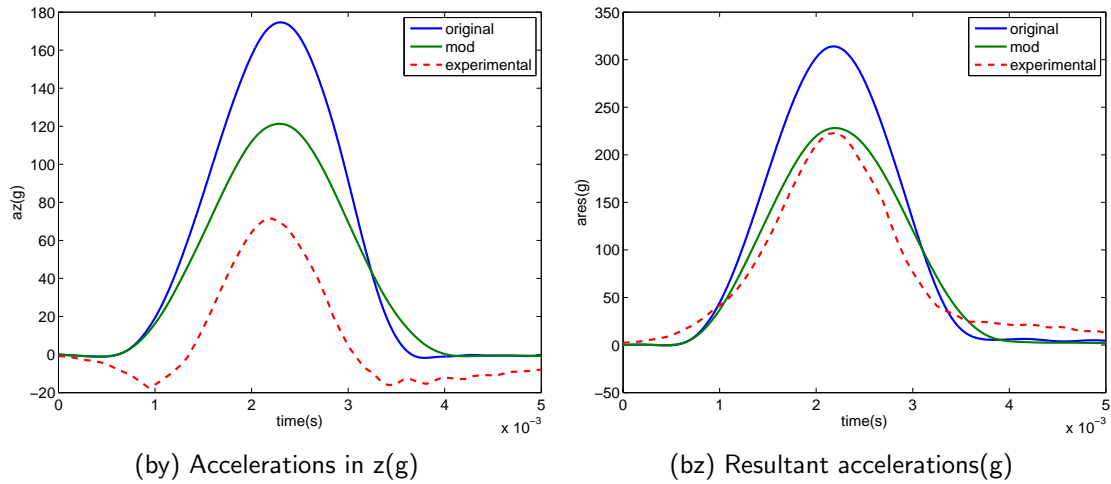 180
160
140
120
100
80
60
40
20
0
−20
az(g)
original
mod
experimental
0
1
2
3
4
5
time(s)
x 10⁻³
(by) Accelerations in z(g)
350
300
250
200
150
100
50
0
−50
ares(g)
original
mod
experimental
0
1
2
3
4
5
time(s)
x 10⁻³
(bz) Resultant accelerations(g)